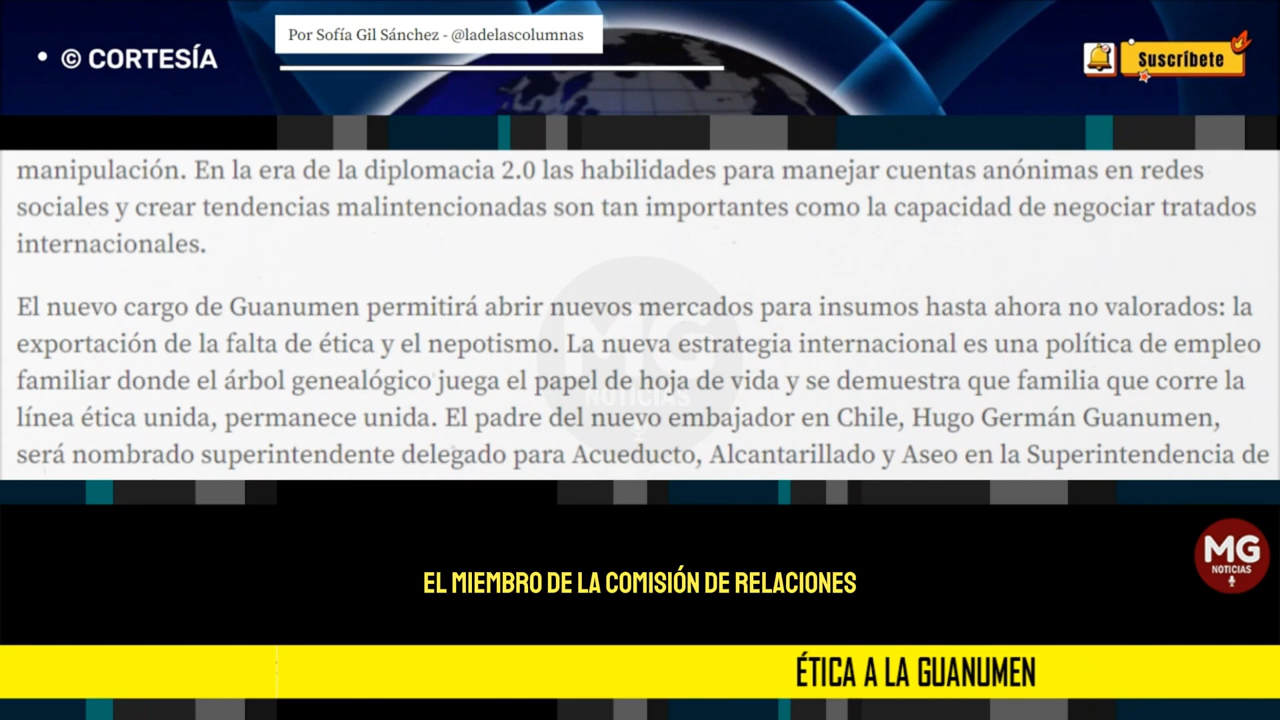 • © CORTESÍA
Por Sofía Gil Sánchez - @ladelascolumnas
Suscríbete
manipulación. En la era de la diplomacia 2.0 las habilidades para manejar cuentas anónimas en redes
sociales y crear tendencias malintencionadas son tan importantes como la capacidad de negociar tratados
internacionales.
El nuevo cargo de Guanumen permitirá abrir nuevos mercados para insumos hasta ahora no valorados: la
exportación de la falta de ética y el nepotismo. La nueva estrategia internacional es una política de empleo
familiar donde el árbol genealógico juega el papel de hoja de vida y se demuestra que familia que corre la
línea ética unida, permanece unida. El padre del nuevo embajador en Chile, Hugo Germán Guanumen,
será nombrado superintendente delegado para Acueducto, Alcantarillado y Aseo en la Superintendencia de
MG
NOTICIAS
EL MIEMBRO DE LA COMISIÓN DE RELACIONES
MG
NOTICIAS
ÉTICA A LA GUANUMEN